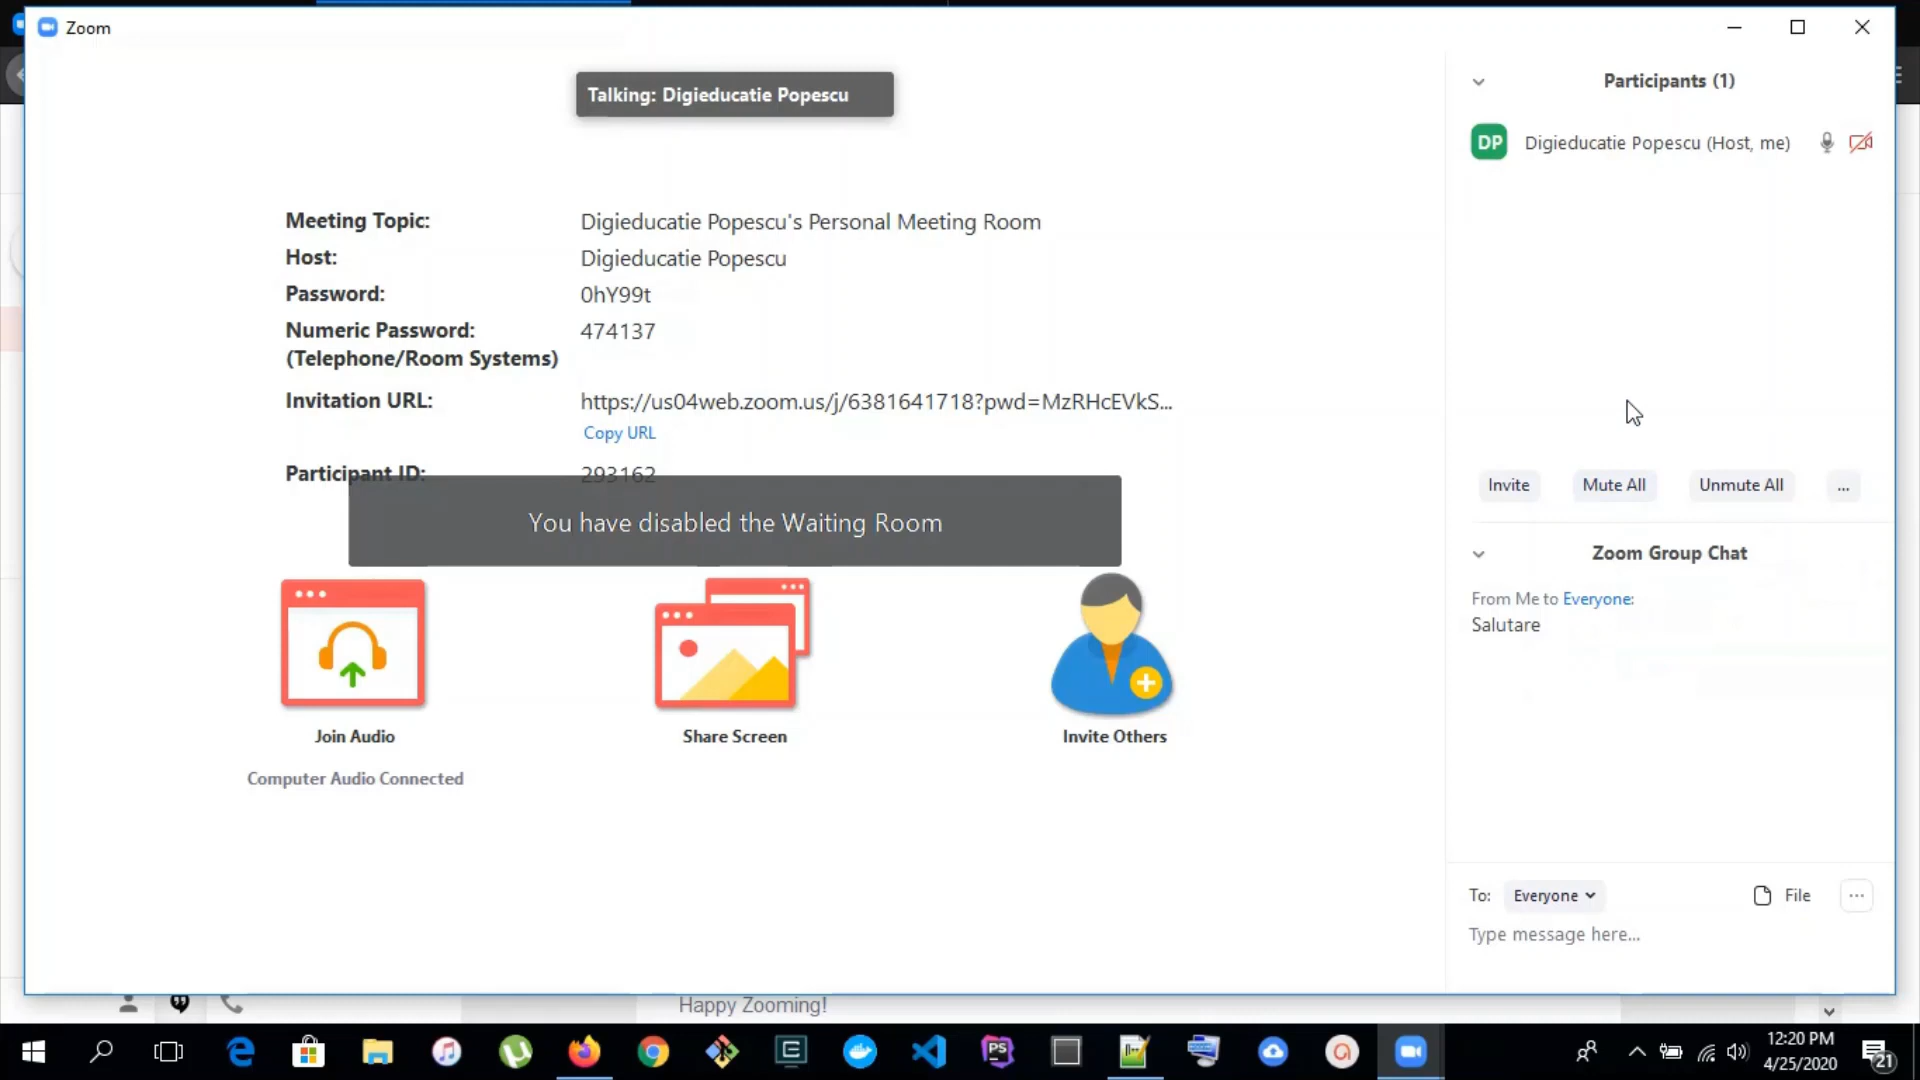 Zoom
Talking: Digieducatie Popescu
Meeting Topic: Digieducatie Popescu's Personal Meeting Room
Host: Digieducatie Popescu
Password: 0hY99t
Numeric Password: 474137
(Telephone/Room Systems)
Invitation URL: https://us04web.zoom.us/j/6381641718?pwd=MzRHcEVkS...
Copy URL
Participant ID: 293162
You have disabled the Waiting Room
Join Audio
Share Screen
Invite Others
Computer Audio Connected
Participants (1)
DP Digieducatie Popescu (Host, me)
Invite
Mute All
Unmute All
...
Zoom Group Chat
From Me to Everyone:
Salutare
To: Everyone
File
Type message here...
Happy Zooming!
PS
12:20 PM
4/25/2020
21